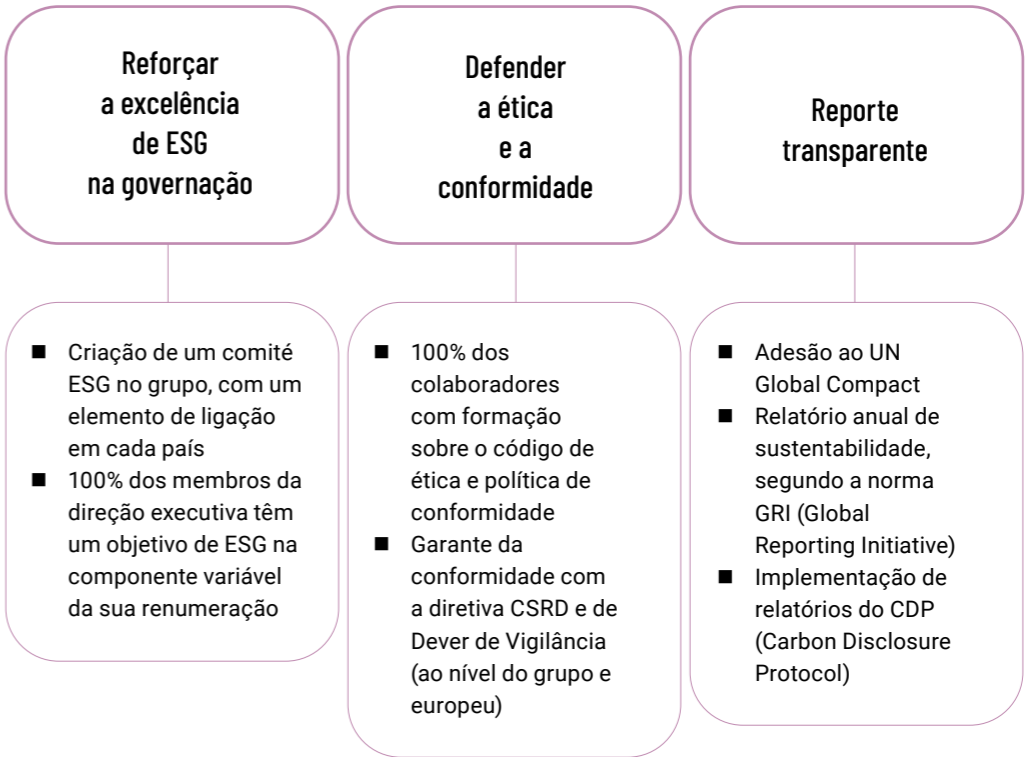 Reforçar
a excelência
de ESG
na governação
Defender
a ética
e a
conformidade
Reporte
transparente
■ Criação de um comité
ESG no grupo, com um
elemento de ligação
em cada país
■ 100% dos membros da
direção executiva têm
um objetivo de ESG na
componente variável
da sua renumeração
■ 100% dos
colaboradores
com formação
sobre o código de
ética e política de
conformidade
■ Garante da
conformidade com
a diretiva CSRD e de
Dever de Vigilância
(ao nível do grupo e
europeu)
■ Adesão ao UN
Global Compact
■ Relatório anual de
sustentabilidade,
segundo a norma
GRI (Global
Reporting Initiative)
■ Implementação de
relatórios do CDP
(Carbon Disclosure
Protocol)